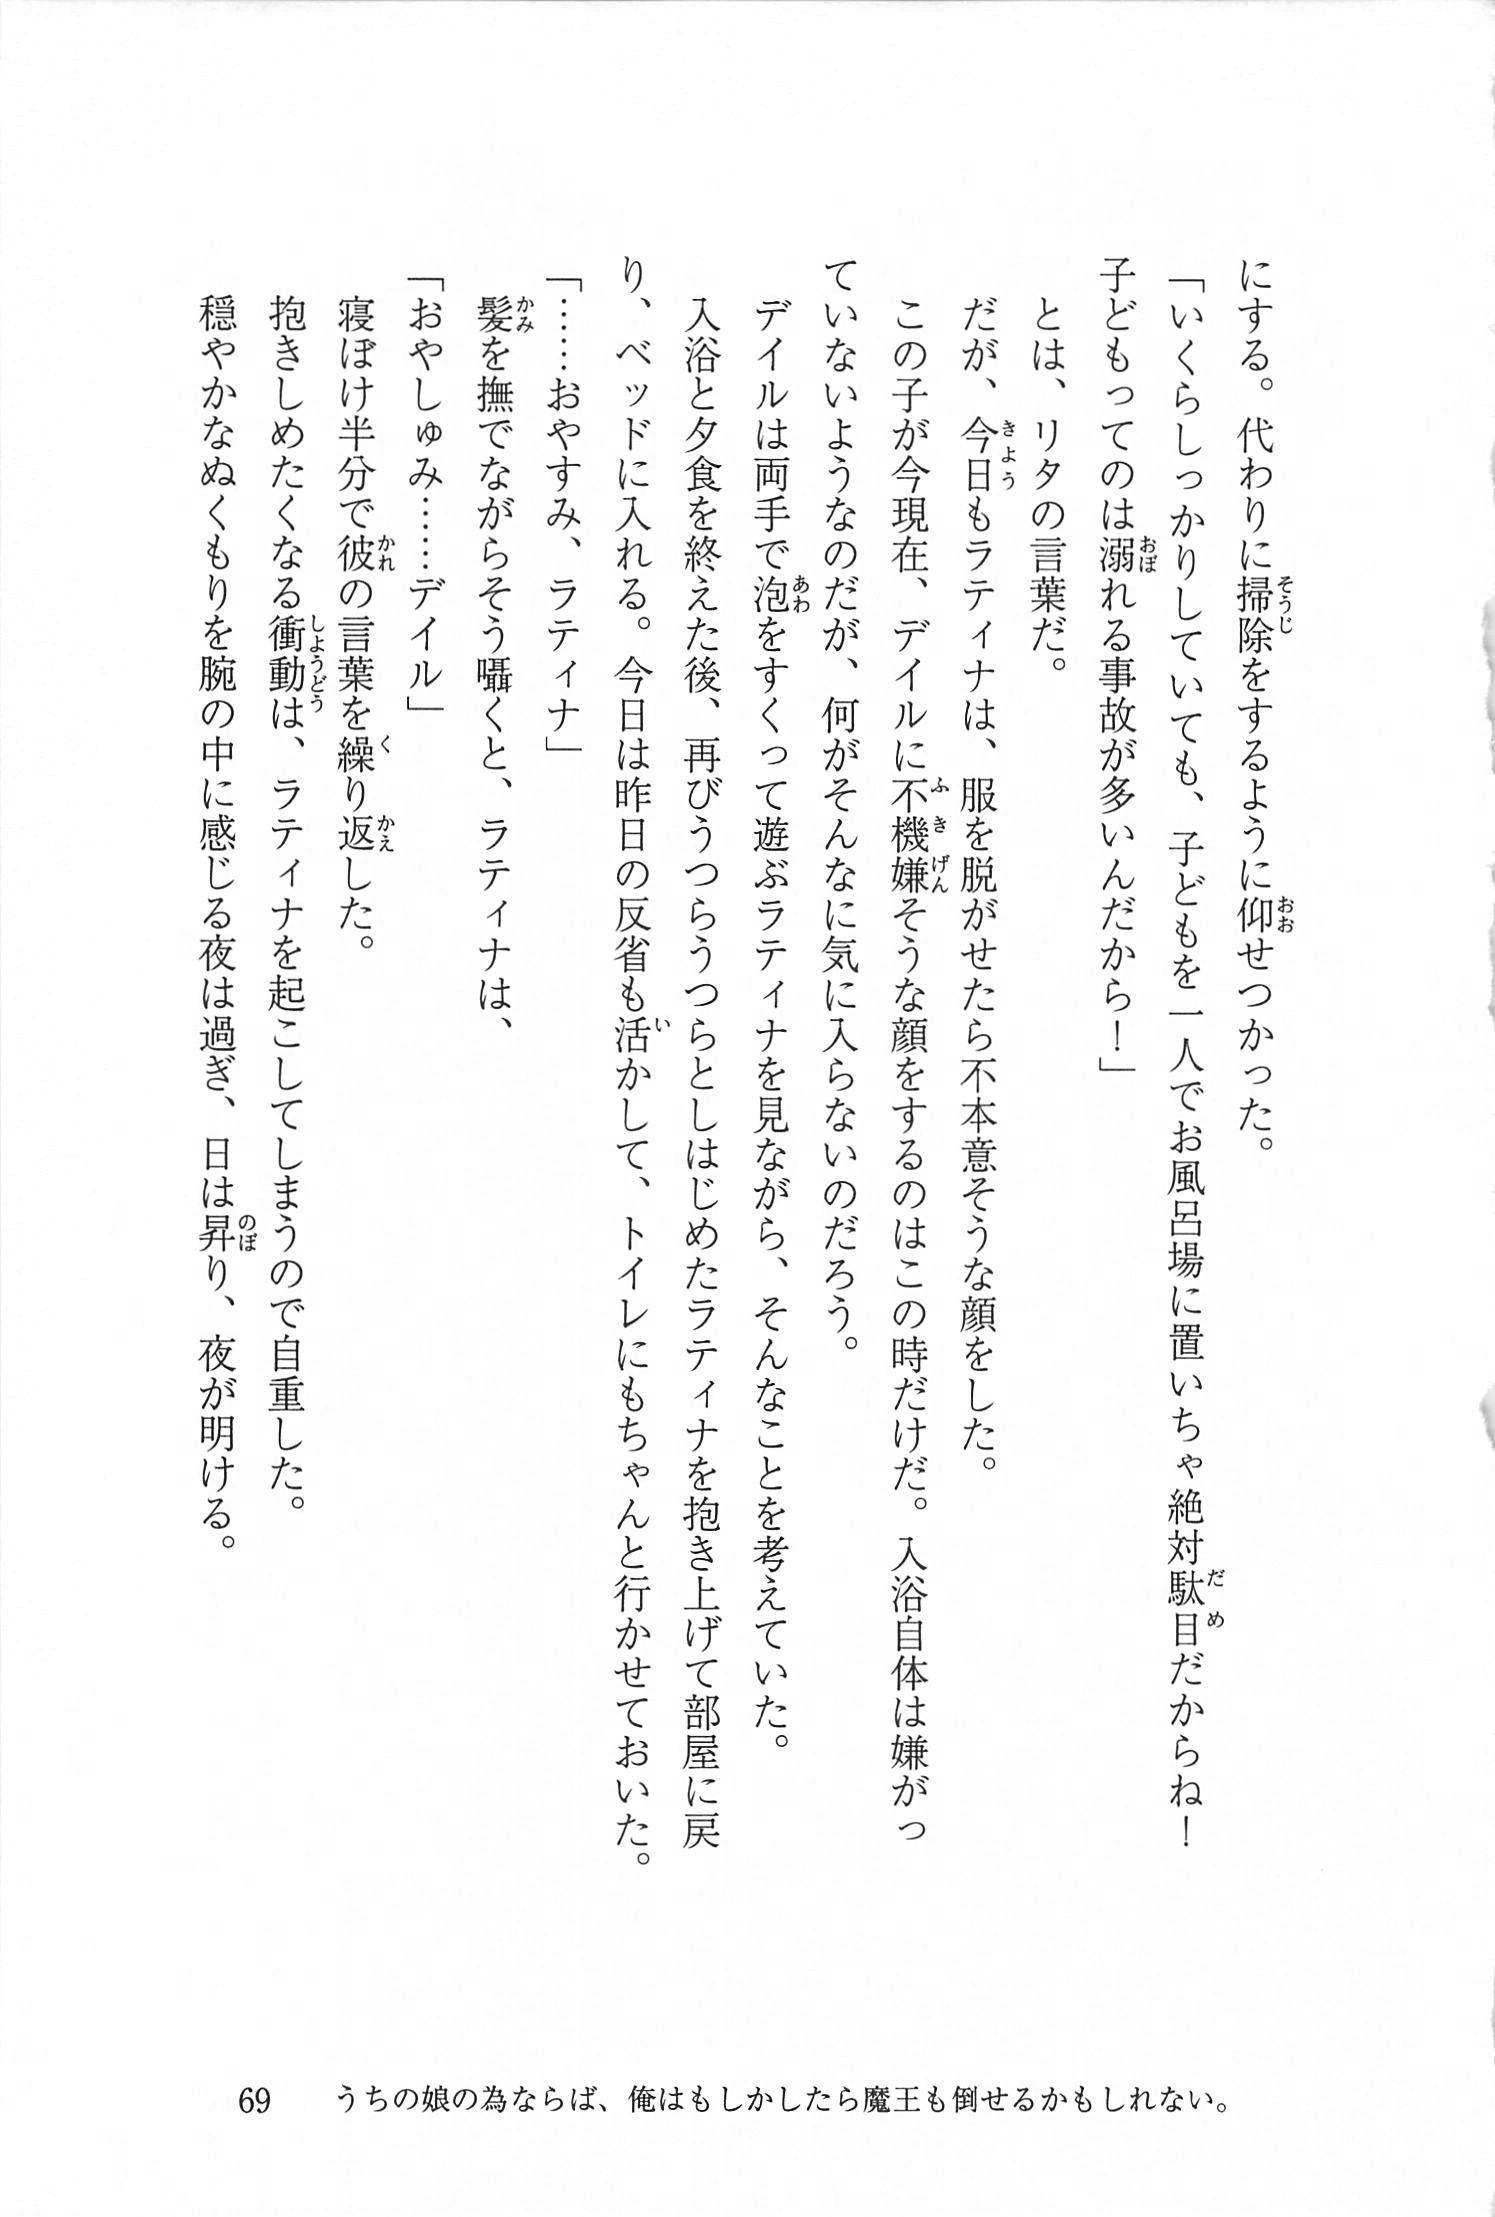 にする。代わりに掃除をするように仰せつかった。
「いくらしっかりしていても、子どもを一人でお風呂場に置いちゃ絶対駄目だからね！
子どもってのは溺れる事故が多いんだから！」
とは、リタの言葉だ。
だが、今日もラティナは、服を脱がせたら不本意そうな顔をした。
この子が今現在、デイルに不機嫌そうな顔をするのはこの時だけだ。入浴自体は嫌がっ
ていないようなのだが、何がそんなに気に入らないのだろう。
デイルは両手で泡をすくって遊ぶラティナを見ながら、そんなことを考えていた。
入浴と夕食を終えた後、再びうつらうつらとしはじめたラティナを抱き上げて部屋に戻
り、ベッドに入れる。今日は昨日の反省も活かして、トイレにもちゃんと行かせておいた。
「……おやすみ、ラティナ」
髪を撫でながらそう囁くと、ラティナは、
「おやしゅみ……デイル」
寝ぼけ半分で彼の言葉を繰り返した。
抱きしめたくなる衝動は、ラティナを起こしてしまうので自重した。
穏やかなぬくもりを腕の中に感じる夜は過ぎ、日は昇り、夜が明ける。
69 うちの娘の為ならば、俺はもしかしたら魔王も倒せるかもしれない。